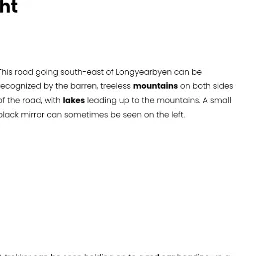 ht
This road going south-east of Longyearbyen can be
recognized by the barren, treeless mountains on both sides
of the road, with lakes leading up to the mountains. A small
black mirror can sometimes be seen on the left.